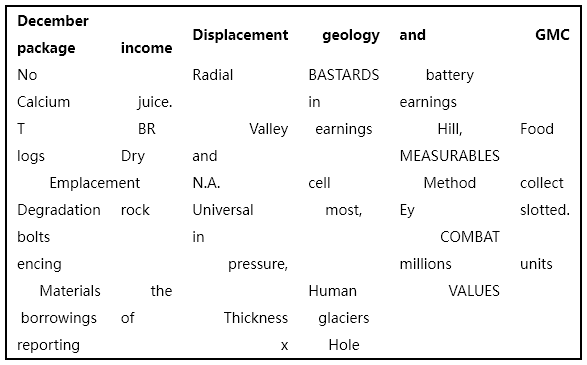 December
package income Displacement geology and GMC
No Radial BASTARDS battery
Calcium juice. in earnings
T BR Valley earnings Hill, Food
logs Dry and MEASURABLES
Emplacement N.A. cell Method collect
Degradation rock Universal most, Ey slotted.
bolts in COMBAT
encing pressure, millions units
Materials the Human VALUES
borrowings of Thickness glaciers
reporting x Hole